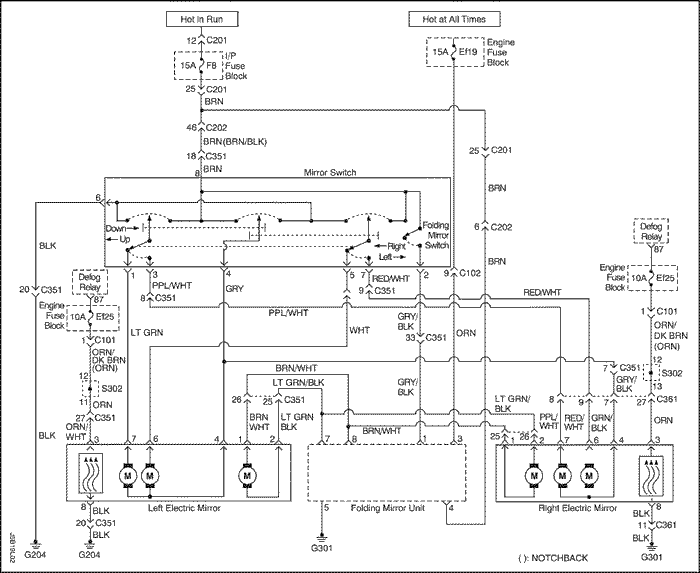 Hot in Run
Hot at All Times
12 C201
15A F8
I/P
Fuse
Block
15A Ef19
Engine
Fuse
Block
25 C201
BRN
46 C202
BRN(BRN/BLK)
18 C351
BRN
25 C201
BRN
6 C202
BRN
8
Mirror Switch
6
Down
Up
Folding
Mirror
Switch
Right
Left
1
3
4
5
7
2
9 C102
BLK
20 C351
Defog
Relay
87
Engine
Fuse
Block
10A Ef25
1 C101
ORN/
DK BRN
(ORN)
12
S302
11 ORN
27 C351
ORN/
WHT
BLK
PPL/WHT
8 C351
PPL/WHT
GRY
LT GRN
WHT
RED/WHT
9 C351
RED/WHT
GRY/
BLK
33 C351
ORN
GRY/
BLK
BRN/WHT
LT GRN/BLK
26 25 C351
BRN
WHT
LT GRN
BLK
BRN/WHT
Defog
Relay
87
Engine
Fuse
Block
10A Ef25
1 C101
ORN/
DK BRN
(ORN)
12
S302
13
7 C351
GRY/
BLK
8 9 27 C361
ORN
LT GRN/
BLK
25 26
PPL/
WHT
RED/
WHT
GRN/
BLK
3 7 6 4 1 2
M M M
Left Electric Mirror
7 8 1 3
Folding Mirror Unit
5 4
1 2 7 6 4 3
M M M
Right Electric Mirror
8
BLK
20 C351
BLK
G204
G204
G301
8
BLK
11 C361
BLK
G301
( ): NOTCHBACK
JSB19L02